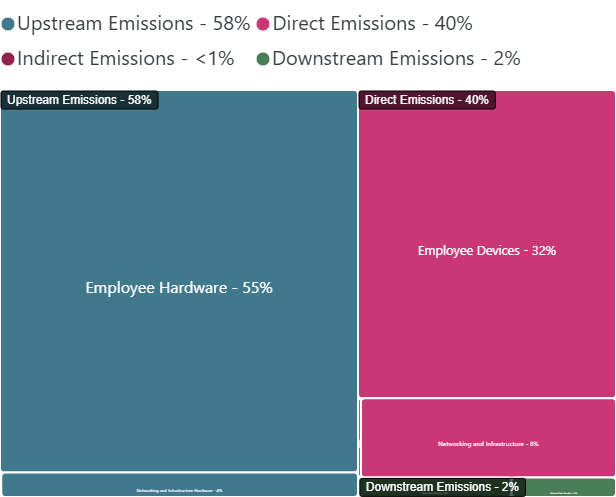 Upstream Emissions - 58% Direct Emissions - 40%
Indirect Emissions - <1% Downstream Emissions - 2%
Upstream Emissions - 58% Direct Emissions - 40%
Employee Devices - 32%
Employee Hardware - 55%
Networking and Infrastructure - 8%
Downstream Emissions - 2%
Networking and Infrastructure Hardware - 4%